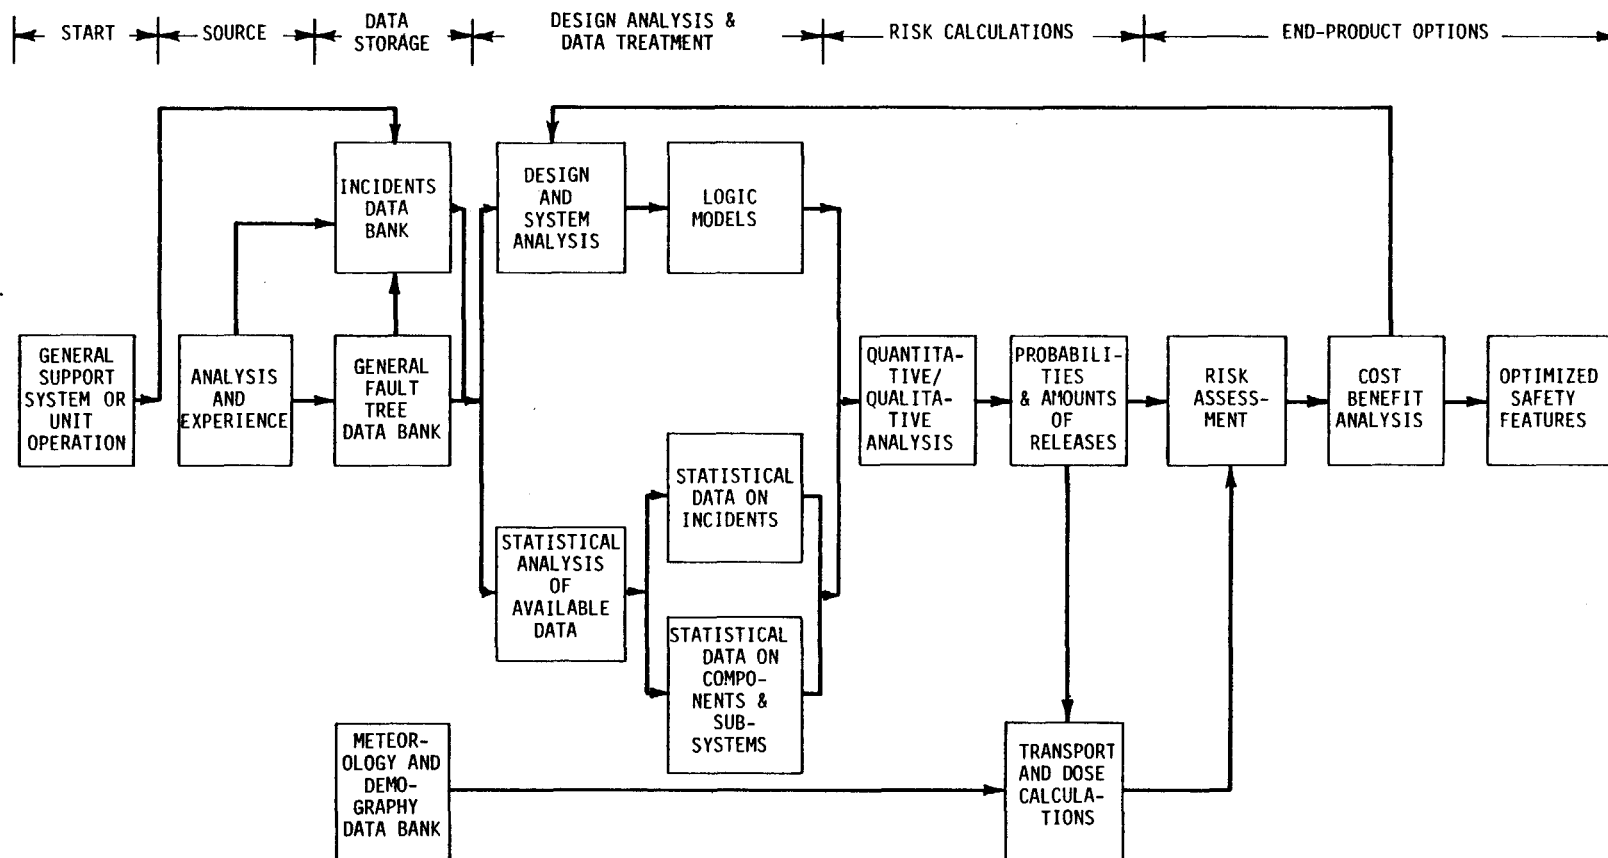 START
SOURCE
DATA
STORAGE
DESIGN ANALYSIS &
DATA TREATMENT
RISK CALCULATIONS
END-PRODUCT OPTIONS
INCIDENTS
DATA
BANK
DESIGN
AND
SYSTEM
ANALYSIS
LOGIC
MODELS
GENERAL
SUPPORT
SYSTEM OR
UNIT
OPERATION
ANALYSIS
AND
EXPERIENCE
GENERAL
FAULT
TREE
DATA BANK
QUANTITA-
TIVE/
QUALITA-
TIVE
ANALYSIS
PROBABILI-
TIES
& AMOUNTS
OF
RELEASES
RISK
ASSESS-
MENT
COST
BENEFIT
ANALYSIS
OPTIMIZED
SAFETY
FEATURES
STATISTICAL
DATA ON
INCIDENTS
STATISTICAL
ANALYSIS
OF
AVAILABLE
DATA
STATISTICAL
DATA ON
COMPO-
NENTS &
SUB-
SYSTEMS
METEOR-
OLOGY AND
DEMO-
GRAPHY
DATA BANK
TRANSPORT
AND DOSE
CALCULA-
TIONS